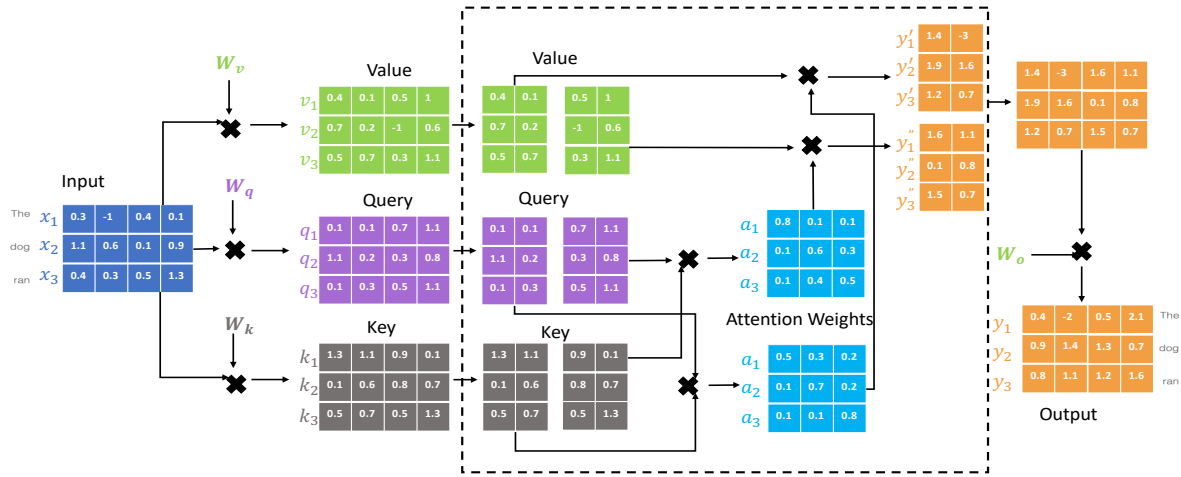 W_v
Value
v_1 0.4 0.1 0.5 1
v_2 0.7 0.2 -1 0.6
v_3 0.5 0.7 0.3 1.1
Value
0.4 0.1 0.5 1
0.7 0.2 -1 0.6
0.5 0.7 0.3 1.1
y_1′ 1.4 -3
y_2′ 1.9 1.6
y_3′ 1.2 0.7
y_1″ 1.6 1.1
y_2″ 0.1 0.8
y_3″ 1.5 0.7
1.4 -3 1.6 1.1
1.9 1.6 0.1 0.8
1.2 0.7 1.5 0.7
Input
The x_1 0.3 -1 0.4 0.1
dog x_2 1.1 0.6 0.1 0.9
ran x_3 0.4 0.3 0.5 1.3
W_q
Query
q_1 0.1 0.1 0.7 1.1
q_2 1.1 0.2 0.3 0.8
q_3 0.1 0.3 0.5 1.1
Query
0.1 0.1 0.7 1.1
1.1 0.2 0.3 0.8
0.1 0.3 0.5 1.1
a_1 0.8 0.1 0.1
a_2 0.1 0.6 0.3
a_3 0.1 0.4 0.5
Attention Weights
a_1 0.5 0.3 0.2
a_2 0.1 0.7 0.2
a_3 0.1 0.1 0.8
W_k
Key
k_1 1.3 1.1 0.9 0.1
k_2 0.1 0.6 0.8 0.7
k_3 0.5 0.7 0.5 1.3
Key
1.3 1.1 0.9 0.1
0.1 0.6 0.8 0.7
0.5 0.7 0.5 1.3
W_o
y_1 0.4 -2 0.5 2.1 The
y_2 0.9 1.4 1.3 0.7 dog
y_3 0.8 1.1 1.2 1.6 ran
Output